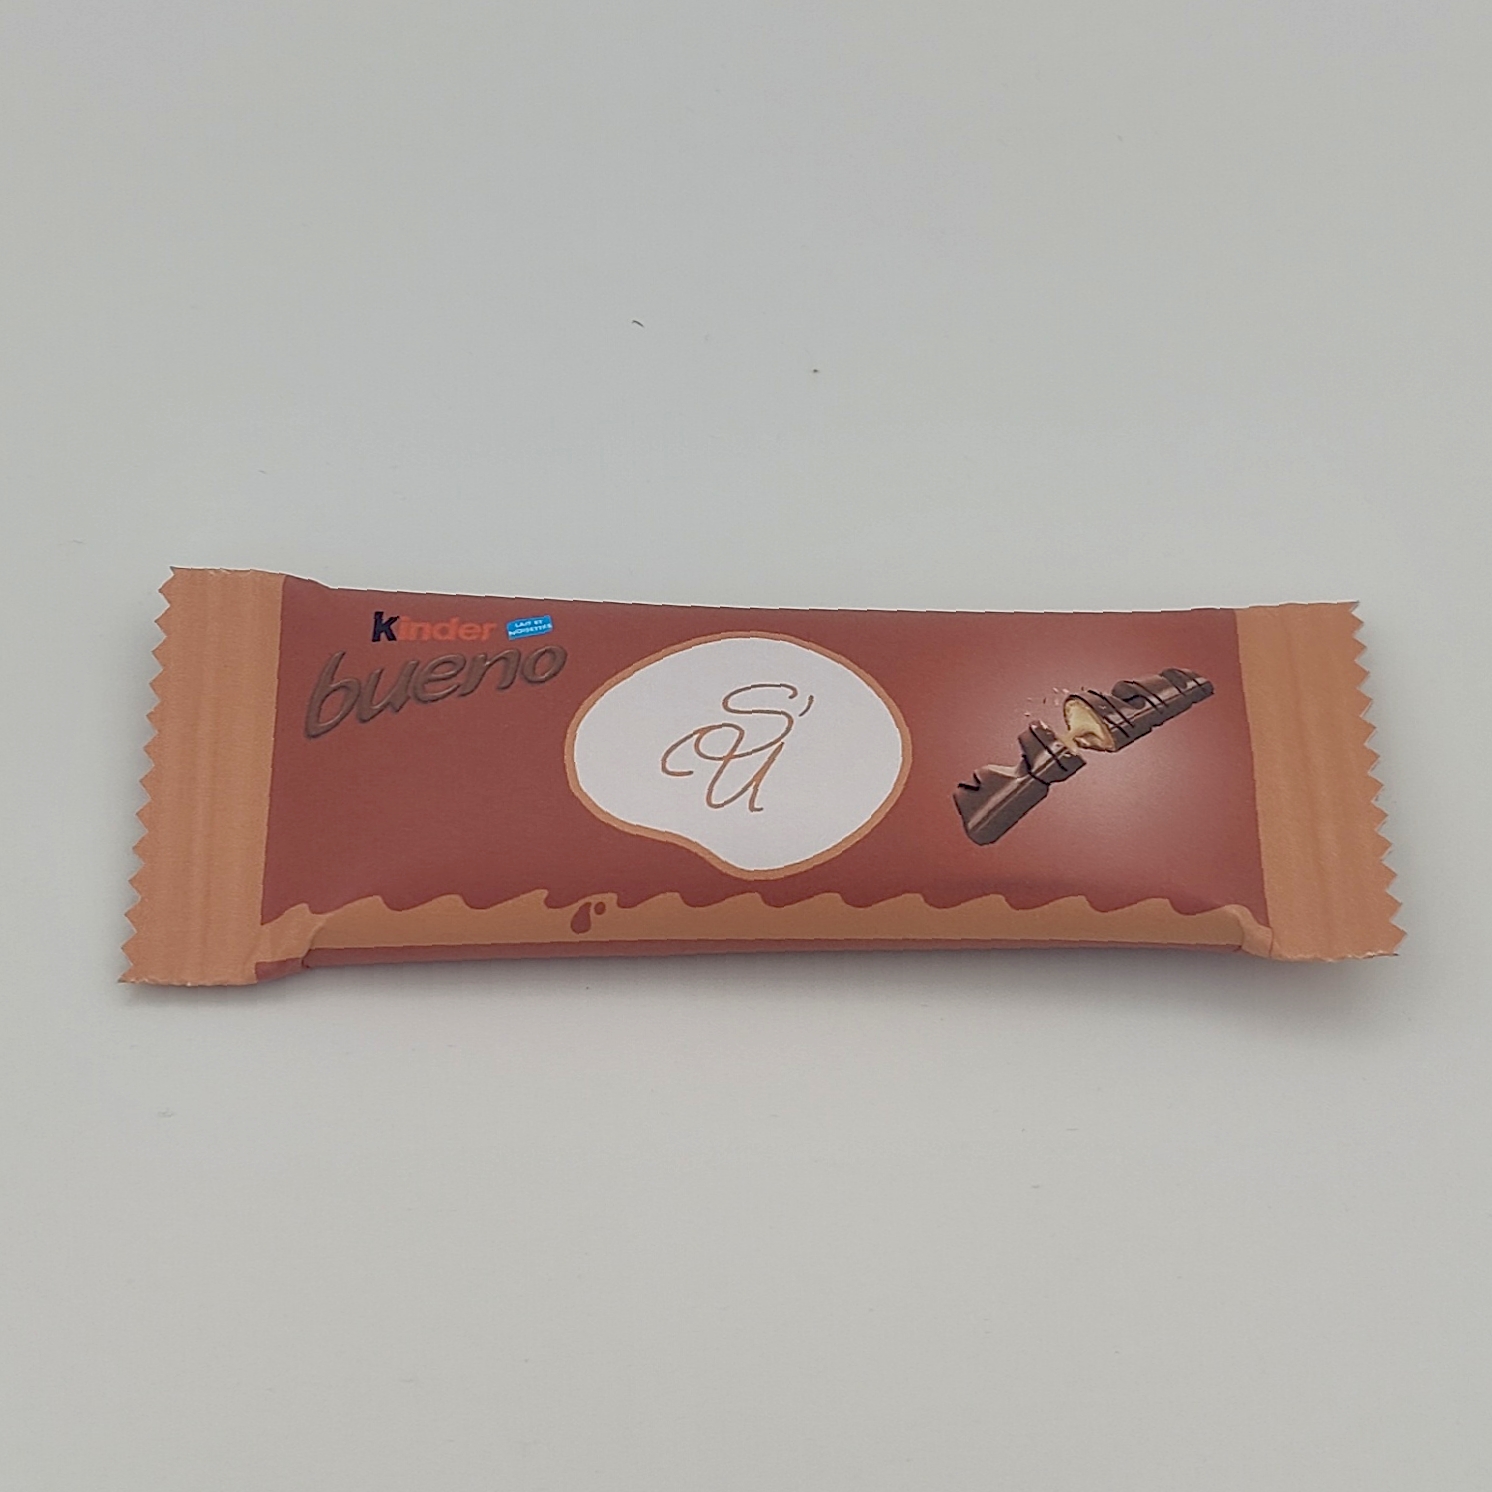 kinder
LAIT ET
NOISETTES
bueno
S
U